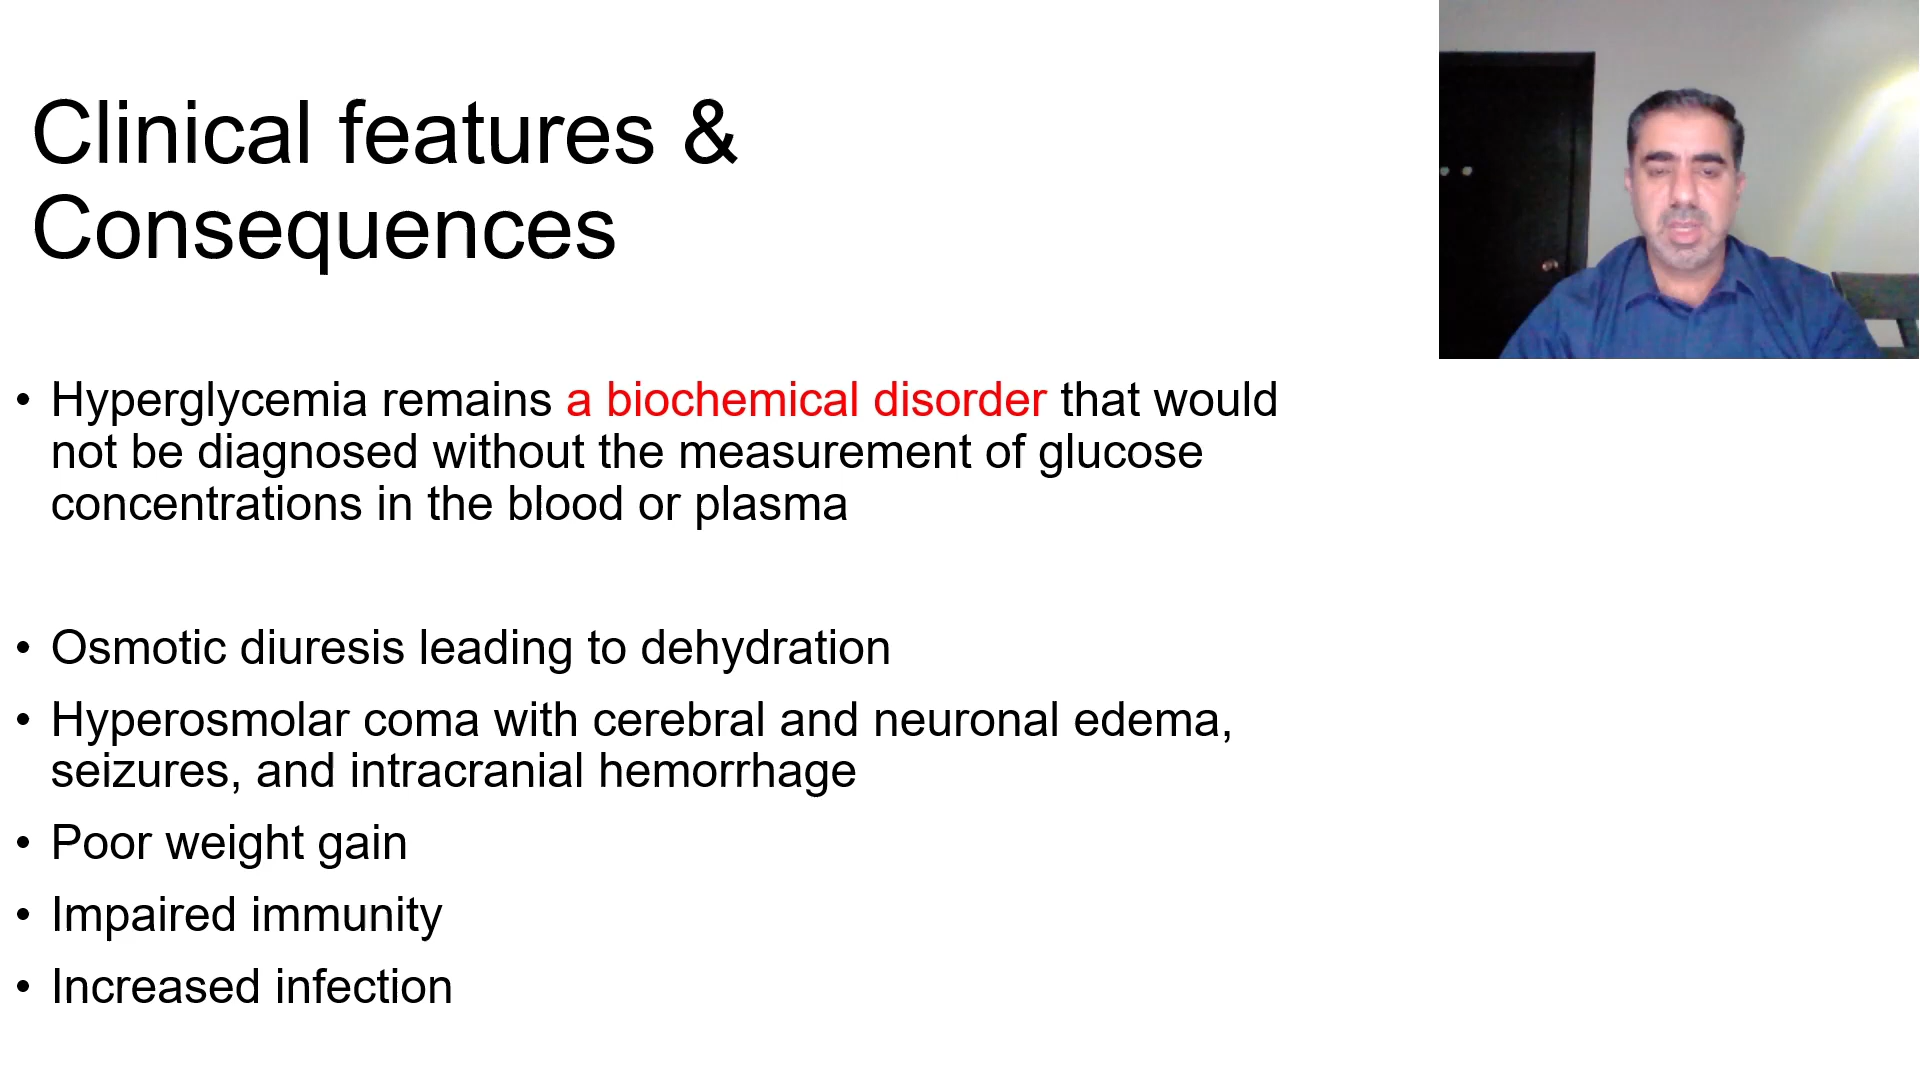 Clinical features &
Consequences
• Hyperglycemia remains a biochemical disorder that would
not be diagnosed without the measurement of glucose
concentrations in the blood or plasma
• Osmotic diuresis leading to dehydration
• Hyperosmolar coma with cerebral and neuronal edema,
seizures, and intracranial hemorrhage
• Poor weight gain
• Impaired immunity
• Increased infection